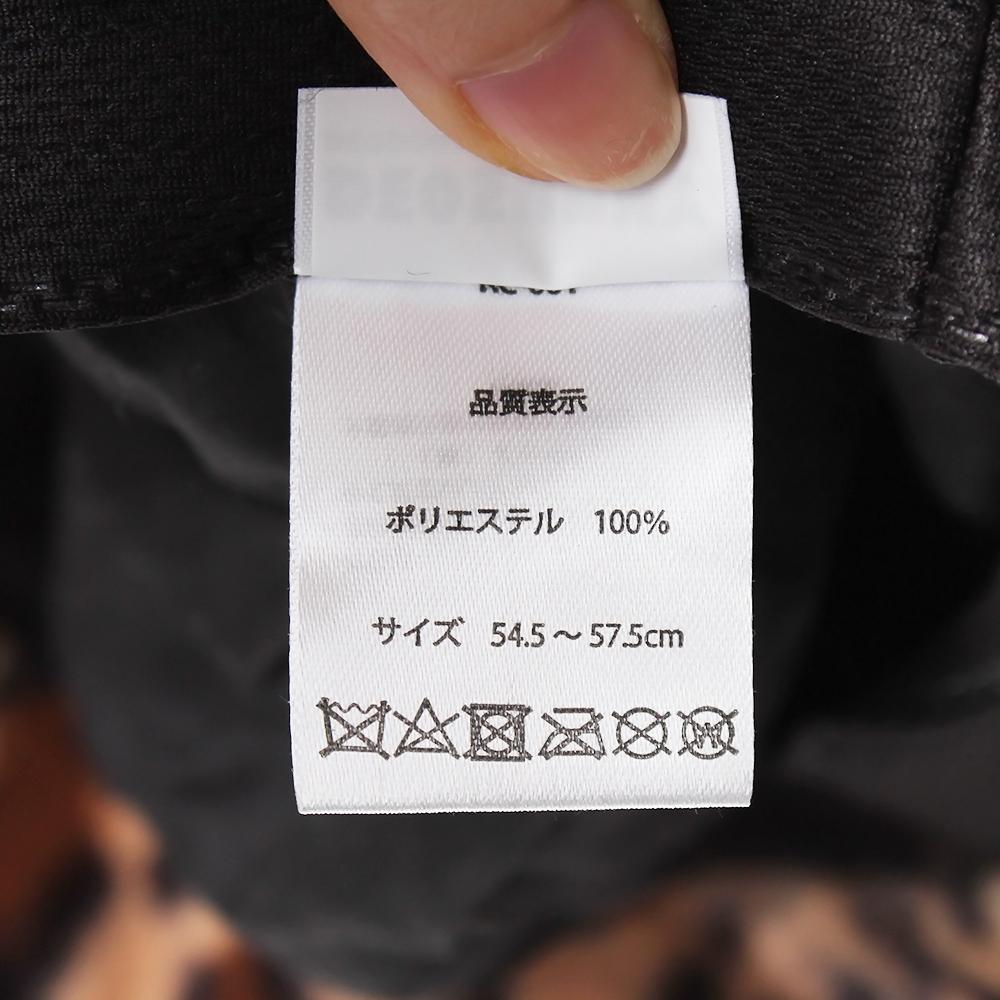 品質表示
ポリエステル 100%
サイズ 54.5～57.5cm
W